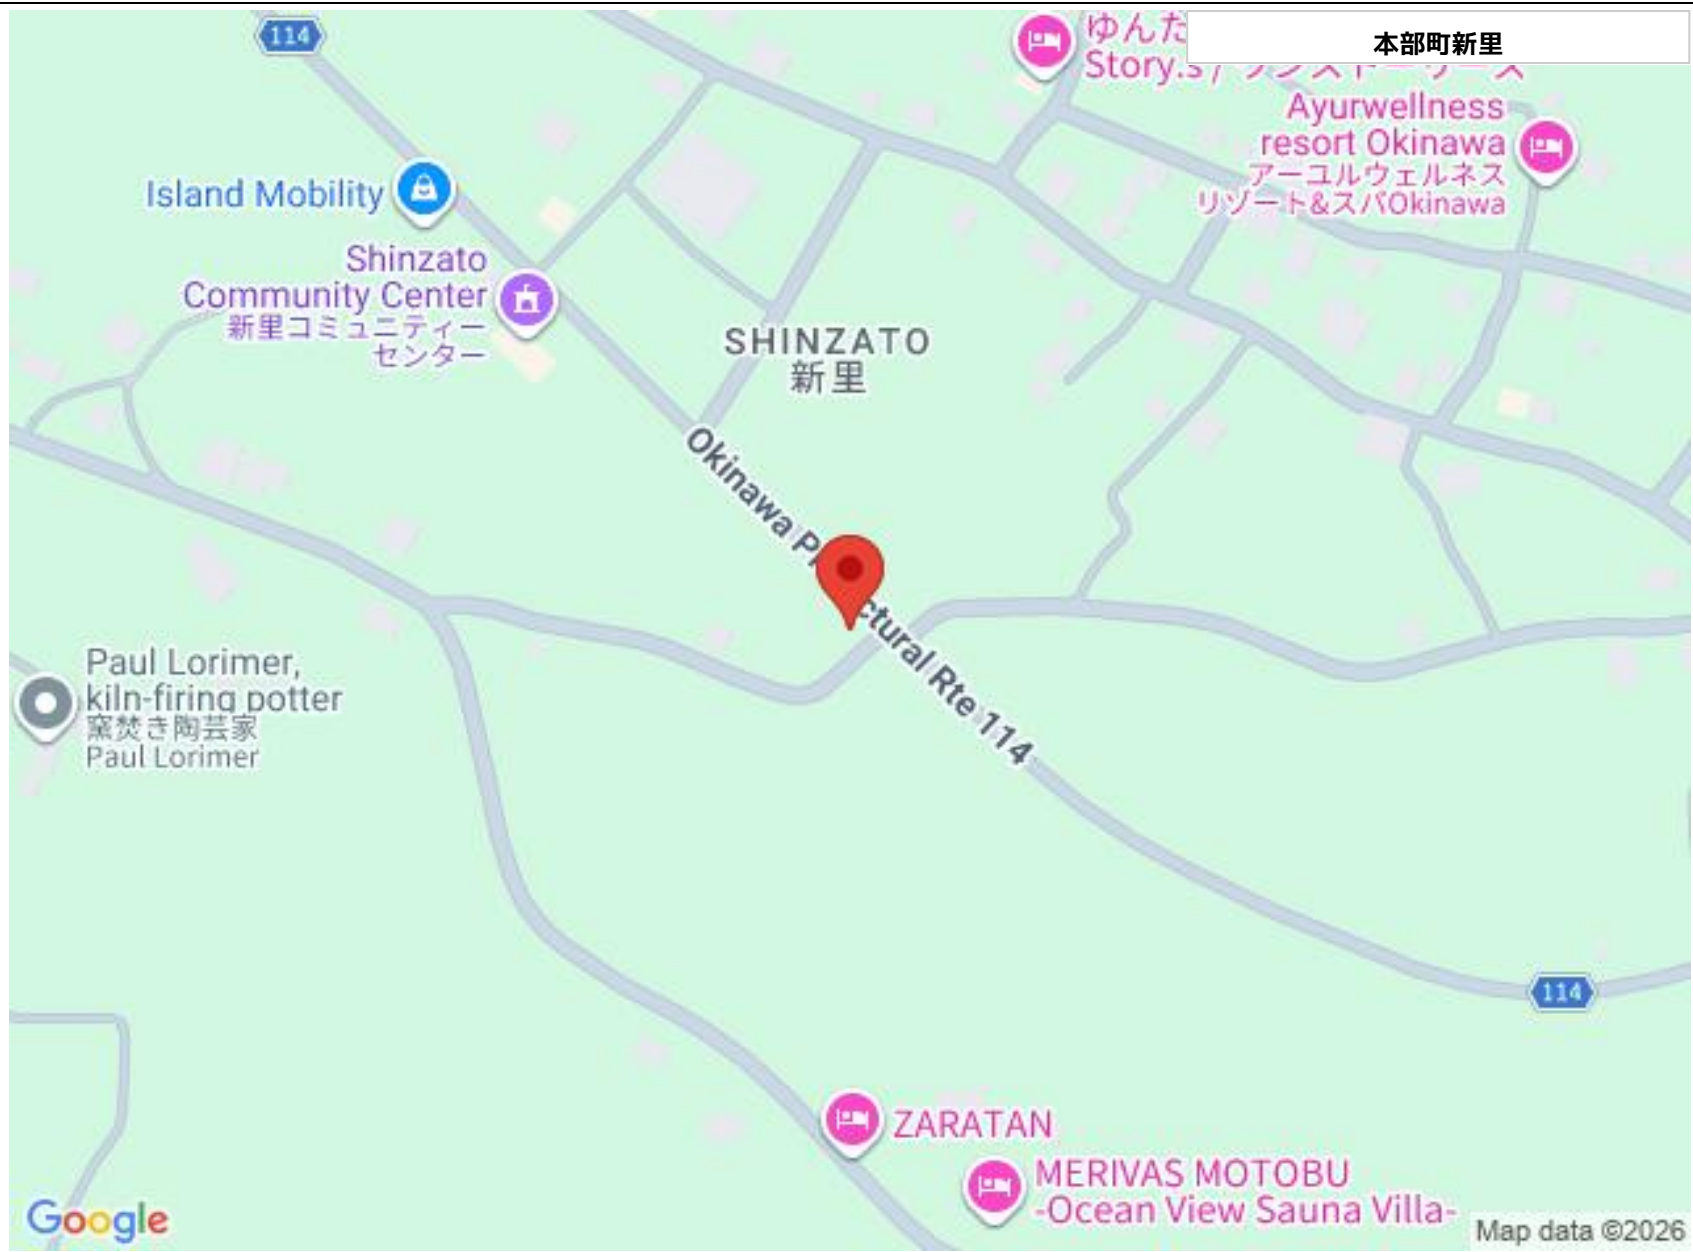 114
ゆんた
本部町新里
Story.s /
Ayurwellness
resort Okinawa
アーユルウェルネス
リゾート&スパOkinawa
Island Mobility
Shinzato
Community Center
新里コミュニティー
センター
SHINZATO
新里
Okinawa P
ctural Rte 114
Paul Lorimer,
kiln-firing potter
窯焚き陶芸家
Paul Lorimer
114
ZARATAN
MERIVAS MOTOBU
-Ocean View Sauna Villa-
Google
Map data ©2026